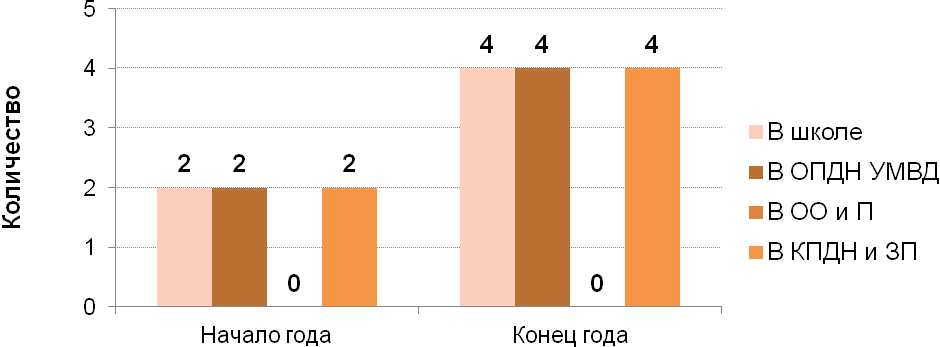 Количество
5
4
3
2
1
0
2 2 0 2
4 4 0 4
Начало года
Конец года
В школе
В ОПДН УМВД
В ОО и П
В КПДН и ЗП